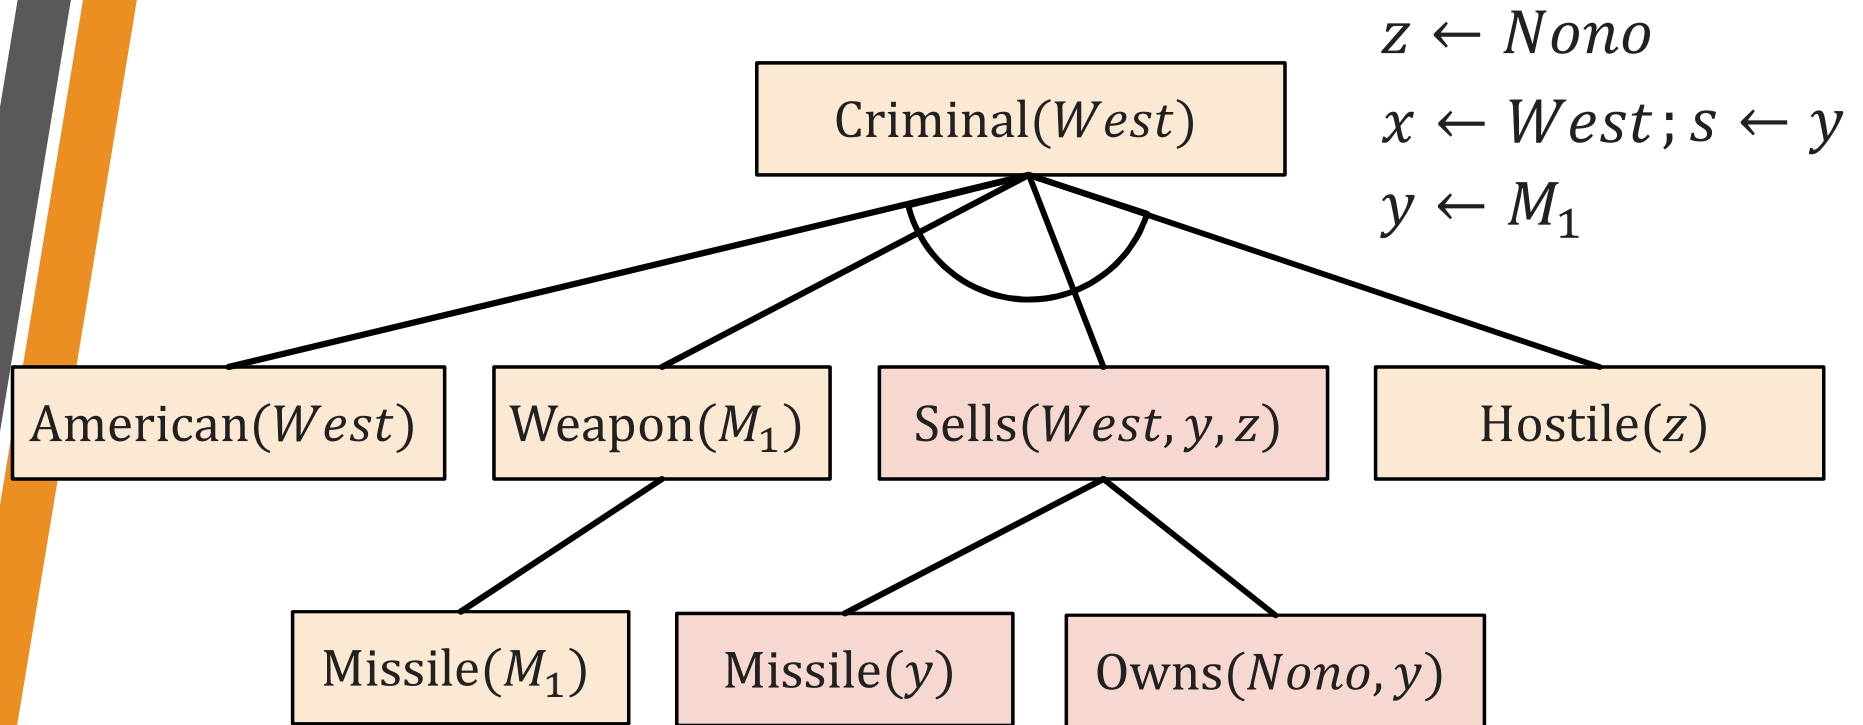 z ← Nono
Criminal(West)
x ← West; s ← y
y ← M₁
American(West)
Weapon(M₁)
Sells(West, y, z)
Hostile(z)
Missile(M₁)
Missile(y)
Owns(Nono, y)